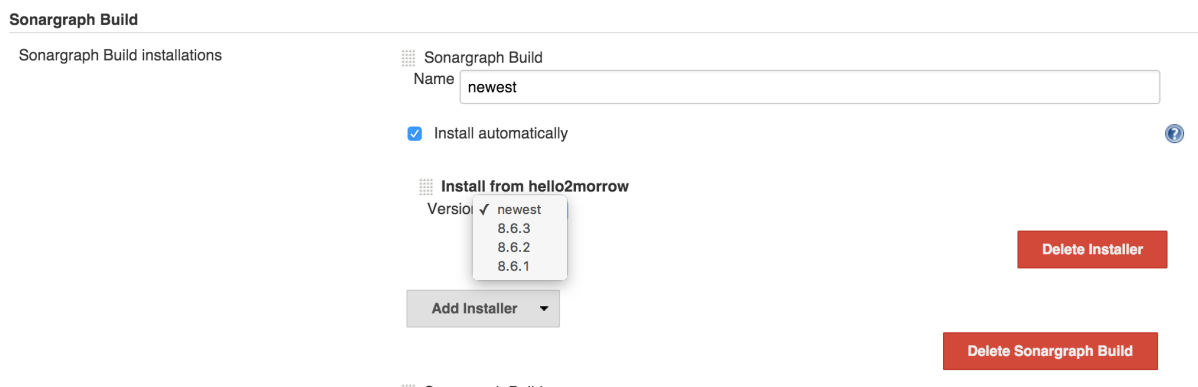 Sonargraph Build
Sonargraph Build installations
Sonargraph Build
Name
newest
Install automatically
Install from hello2morrow
newest
8.6.3
8.6.2
8.6.1
Delete Installer
Add Installer
Delete Sonargraph Build